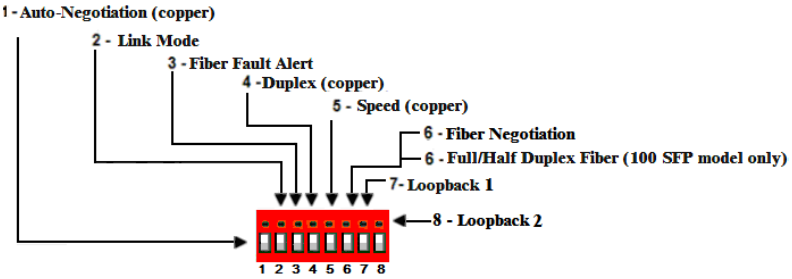 1 - Auto-Negotiation (copper)
2 - Link Mode
3 - Fiber Fault Alert
4 -Duplex (copper)
5 - Speed (copper)
6 - Fiber Negotiation
6 - Full/Half Duplex Fiber (100 SFP model only)
7- Loopback 1
8 - Loopback 2
1 2 3 4 5 6 7 8